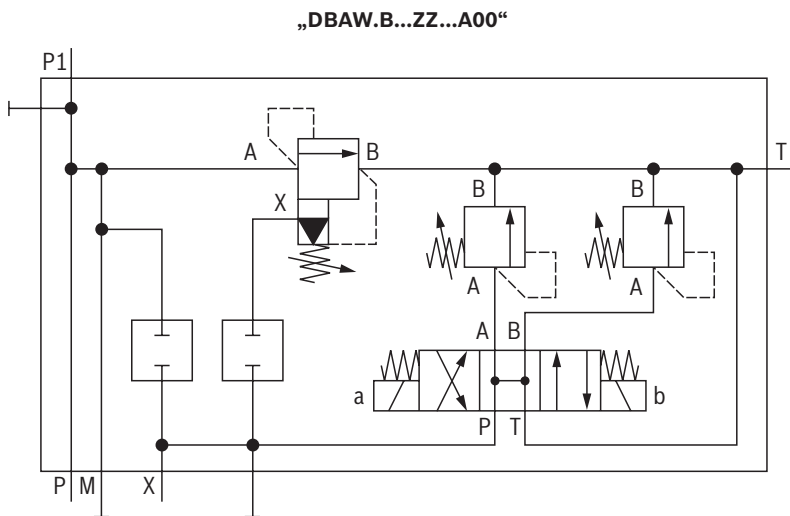 „DBAW.B...ZZ...A00“
P1
A B T
X B B
A A
A B
a b
P T
P M X